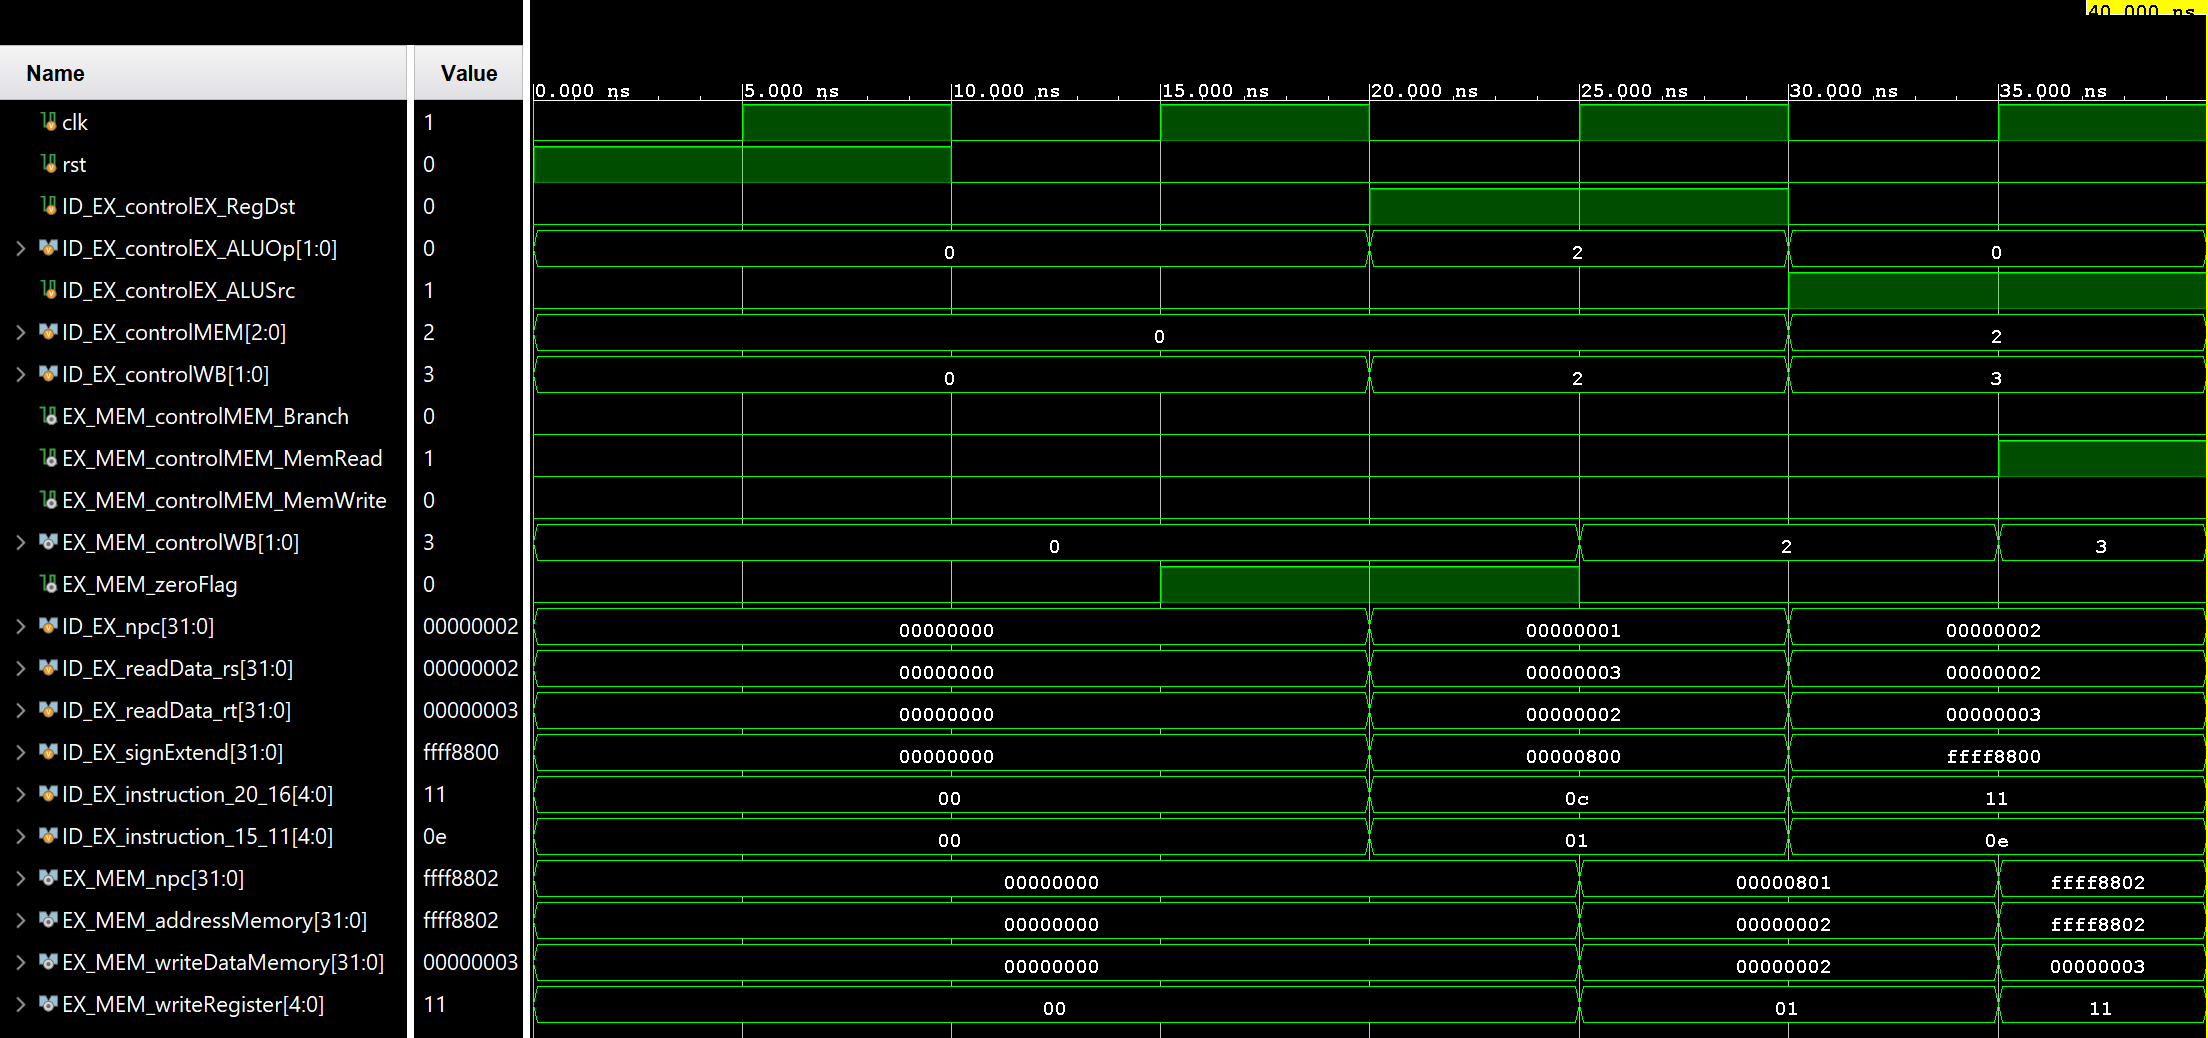 40.000 ns
Name Value
0.000 ns 5.000 ns 10.000 ns 15.000 ns 20.000 ns 25.000 ns 30.000 ns 35.000 ns
clk 1
rst 0
ID_EX_controlEX_RegDst 0
ID_EX_controlEX_ALUOp[1:0] 0 0 2 0
ID_EX_controlEX_ALUSrc 1
ID_EX_controlMEM[2:0] 2 0 2
ID_EX_controlWB[1:0] 3 0 2 3
EX_MEM_controlMEM_Branch 0
EX_MEM_controlMEM_MemRead 1
EX_MEM_controlMEM_MemWrite 0
EX_MEM_controlWB[1:0] 3 0 2 3
EX_MEM_zeroFlag 0
ID_EX_npc[31:0] 00000002 00000000 00000001 00000002
ID_EX_readData_rs[31:0] 00000002 00000000 00000003 00000002
ID_EX_readData_rt[31:0] 00000003 00000000 00000002 00000003
ID_EX_signExtend[31:0] ffff8800 00000000 00000800 ffff8800
ID_EX_instruction_20_16[4:0] 11 00 0c 11
ID_EX_instruction_15_11[4:0] 0e 00 01 0e
EX_MEM_npc[31:0] ffff8802 00000000 00000801 ffff8802
EX_MEM_addressMemory[31:0] ffff8802 00000000 00000002 ffff8802
EX_MEM_writeDataMemory[31:0] 00000003 00000000 00000002 00000003
EX_MEM_writeRegister[4:0] 11 00 01 11